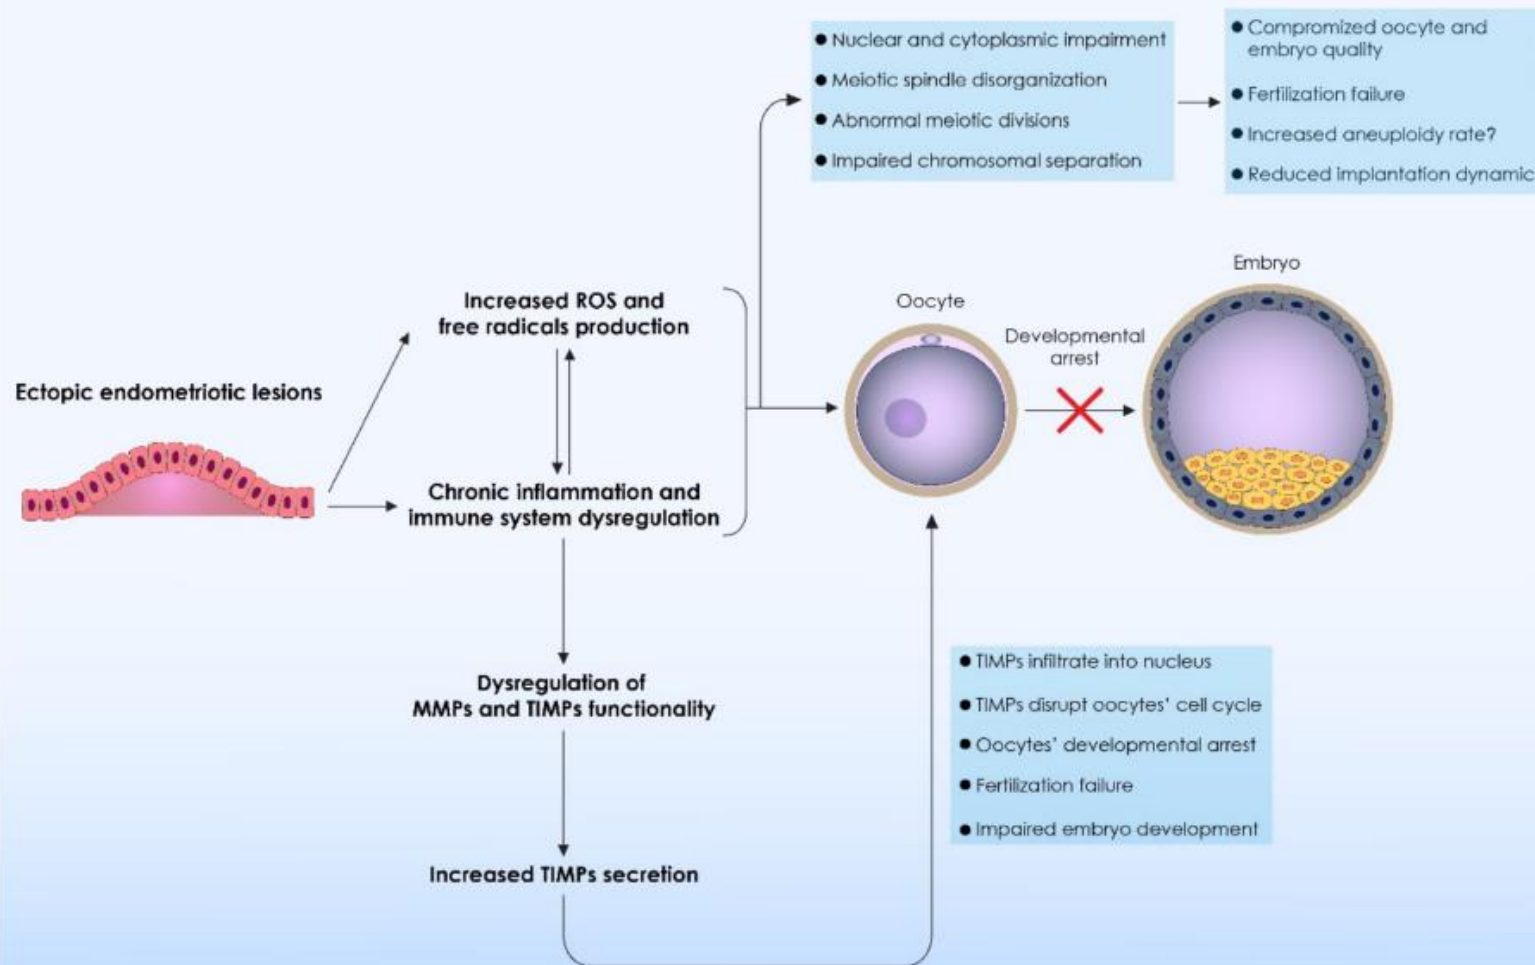 ● Nuclear and cytoplasmic impairment
● Meiotic spindle disorganization
● Abnormal meiotic divisions
● Impaired chromosomal separation
● Compromized oocyte and
embryo quality
● Fertilization failure
● Increased aneuploidy rate?
● Reduced implantation dynamic
Ectopic endometriotic lesions
Increased ROS and
free radicals production
Chronic inflammation and
immune system dysregulation
Oocyte
Developmental
arrest
Embryo
Dysregulation of
MMPs and TIMPs functionality
Increased TIMPs secretion
● TIMPs infiltrate into nucleus
● TIMPs disrupt oocytes’ cell cycle
● Oocytes’ developmental arrest
● Fertilization failure
● Impaired embryo development